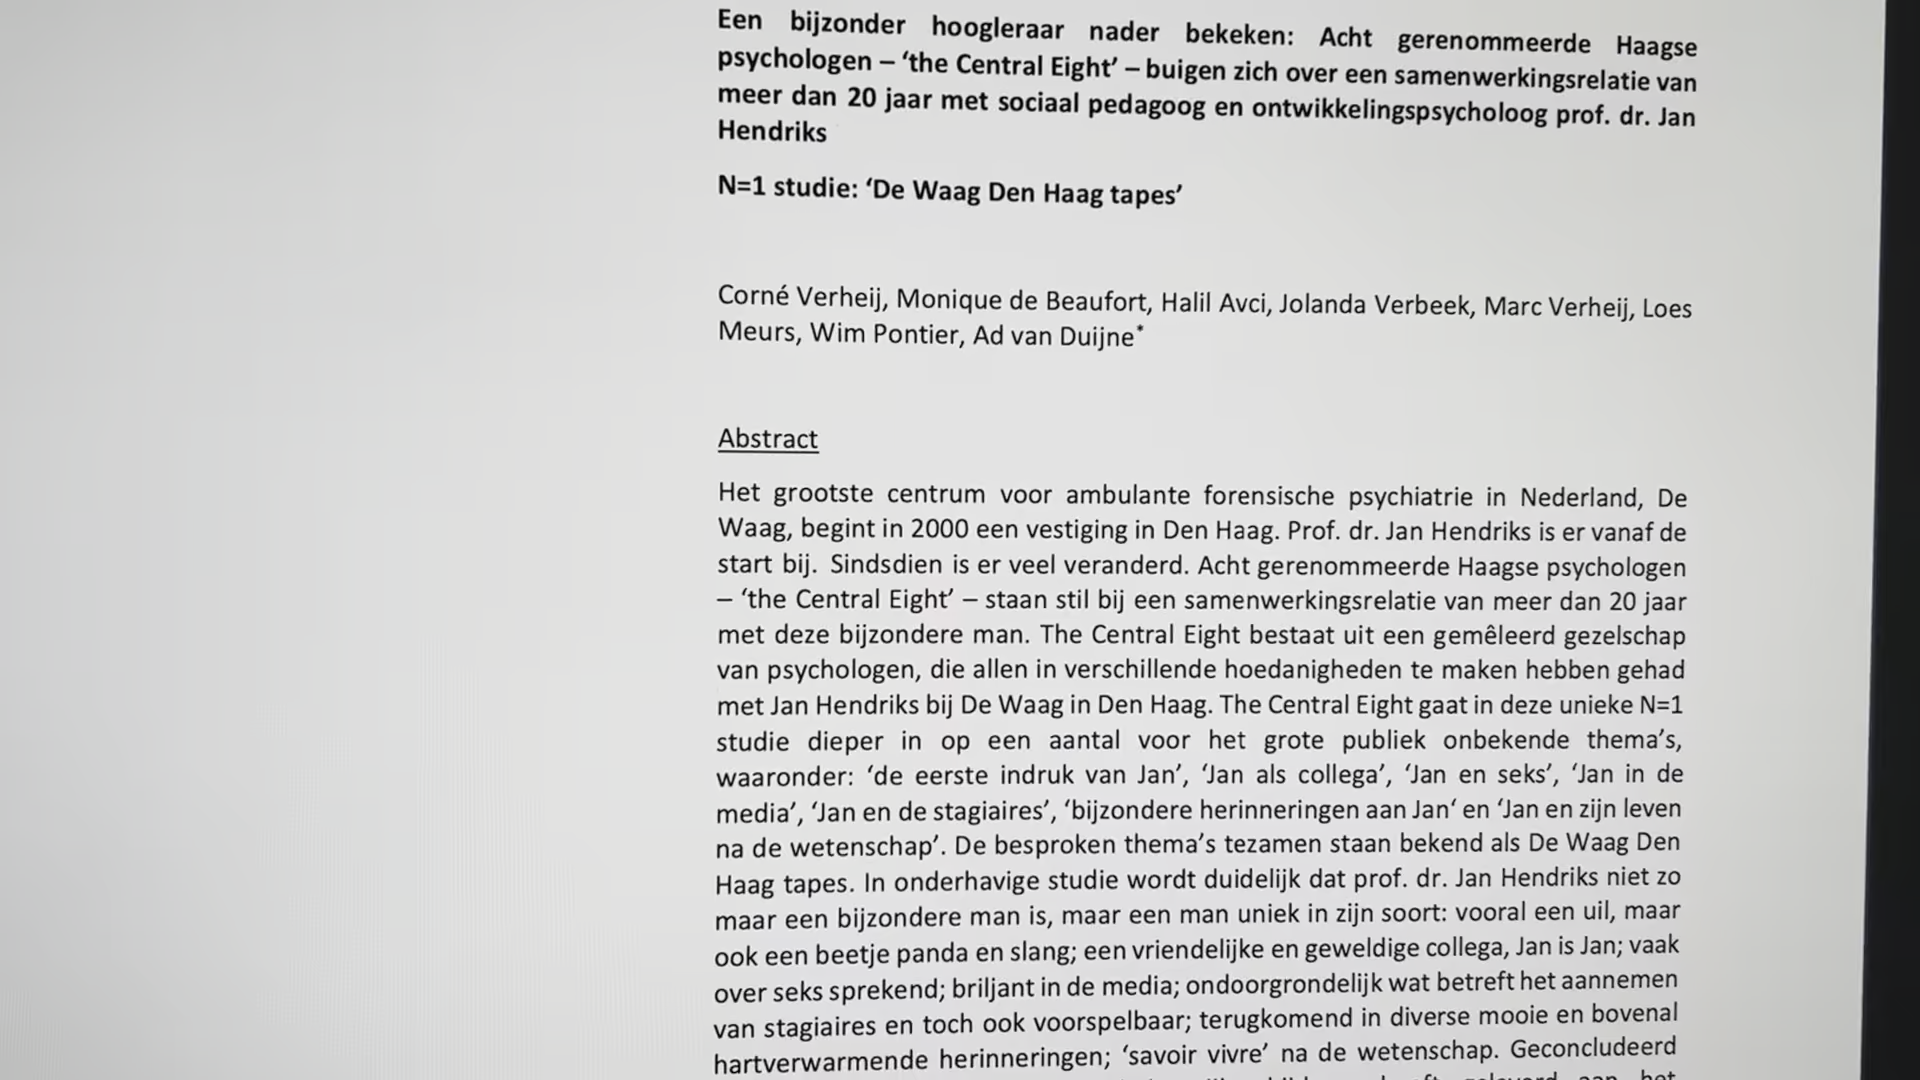 Een bijzonder hoogleraar nader bekeken: Acht gerenommeerde Haagse
psychologen – ‘the Central Eight’ – buigen zich over een samenwerkingsrelatie van
meer dan 20 jaar met sociaal pedagoog en ontwikkelingspsycholoog prof. dr. Jan
Hendriks
N=1 studie: ‘De Waag Den Haag tapes’
Corné Verheij, Monique de Beaufort, Halil Avci, Jolanda Verbeek, Marc Verheij, Loes
Meurs, Wim Pontier, Ad van Duijne*
Abstract
Het grootste centrum voor ambulante forensische psychiatrie in Nederland, De
Waag, begint in 2000 een vestiging in Den Haag. Prof. dr. Jan Hendriks is er vanaf de
start bij. Sindsdien is er veel veranderd. Acht gerenommeerde Haagse psychologen
– ‘the Central Eight’ – staan stil bij een samenwerkingsrelatie van meer dan 20 jaar
met deze bijzondere man. The Central Eight bestaat uit een gemêleerd gezelschap
van psychologen, die allen in verschillende hoedanigheden te maken hebben gehad
met Jan Hendriks bij De Waag in Den Haag. The Central Eight gaat in deze unieke N=1
studie dieper in op een aantal voor het grote publiek onbekende thema’s,
waaronder: ‘de eerste indruk van Jan’, ‘Jan als collega’, ‘Jan en seks’, ‘Jan in de
media’, ‘Jan en de stagiaires’, ‘bijzondere herinneringen aan Jan‘ en ‘Jan en zijn leven
na de wetenschap’. De besproken thema’s tezamen staan bekend als De Waag Den
Haag tapes. In onderhavige studie wordt duidelijk dat prof. dr. Jan Hendriks niet zo
maar een bijzondere man is, maar een man uniek in zijn soort: vooral een uil, maar
ook een beetje panda en slang; een vriendelijke en geweldige collega, Jan is Jan; vaak
over seks sprekend; briljant in de media; ondoorgrondelijk wat betreft het aannemen
van stagiaires en toch ook voorspelbaar; terugkomend in diverse mooie en bovenal
hartverwarmende herinneringen; ‘savoir vivre’ na de wetenschap. Geconcludeerd